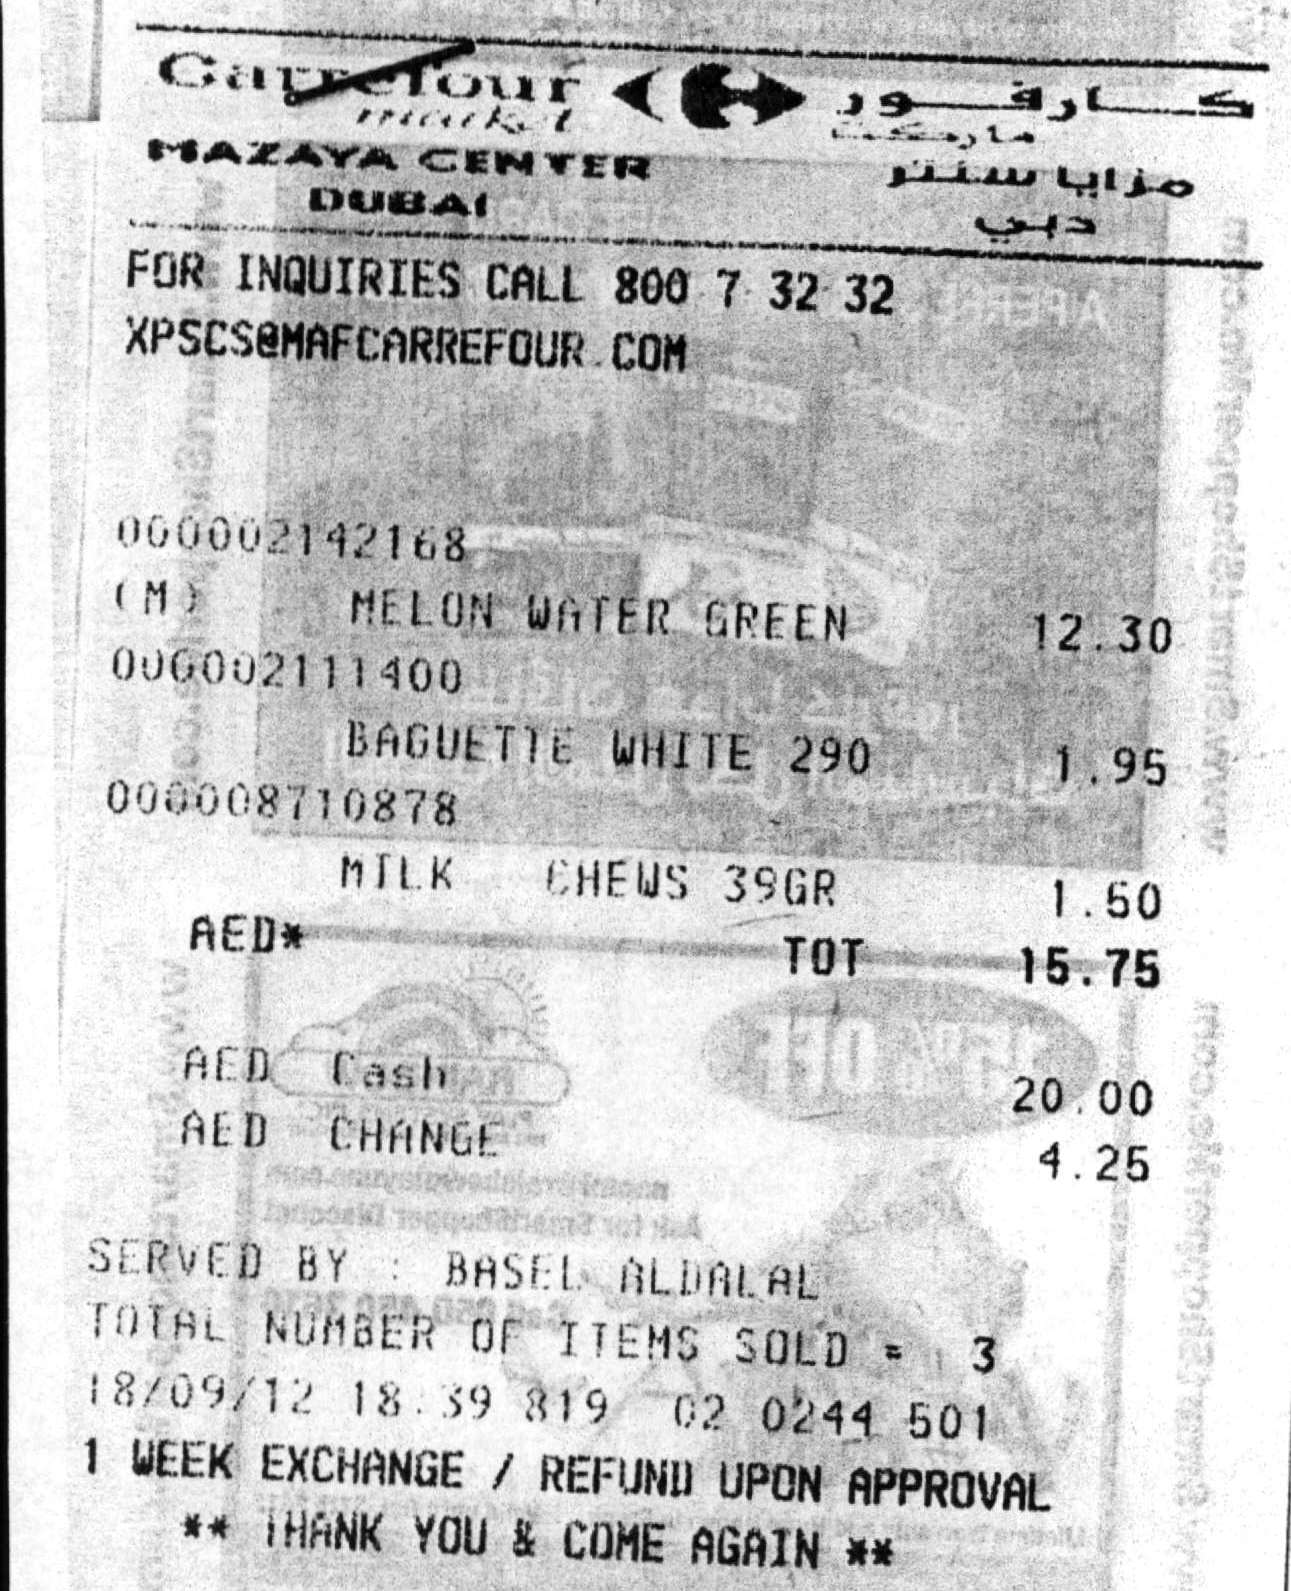 Carrefour كارفور
market ماركت
MAZAYA CENTER مزايا سنتر
DUBAI دبي
FOR INQUIRIES CALL 800 7 32 32
XPSCS@MAFCARREFOUR.COM
000002142168
(M) MELON WATER GREEN 12.30
000002111400
BAGUETTE WHITE 290 1.95
000008710878
MILK CHEWS 39GR 1.50
AED* TOT 15.75
AED Cash 20.00
AED CHANGE 4.25
SERVED BY : BASEL ALDALAL
TOTAL NUMBER OF ITEMS SOLD = 3
18/09/12 18:39 819 02 0244 501
1 WEEK EXCHANGE / REFUND UPON APPROVAL
** THANK YOU & COME AGAIN **